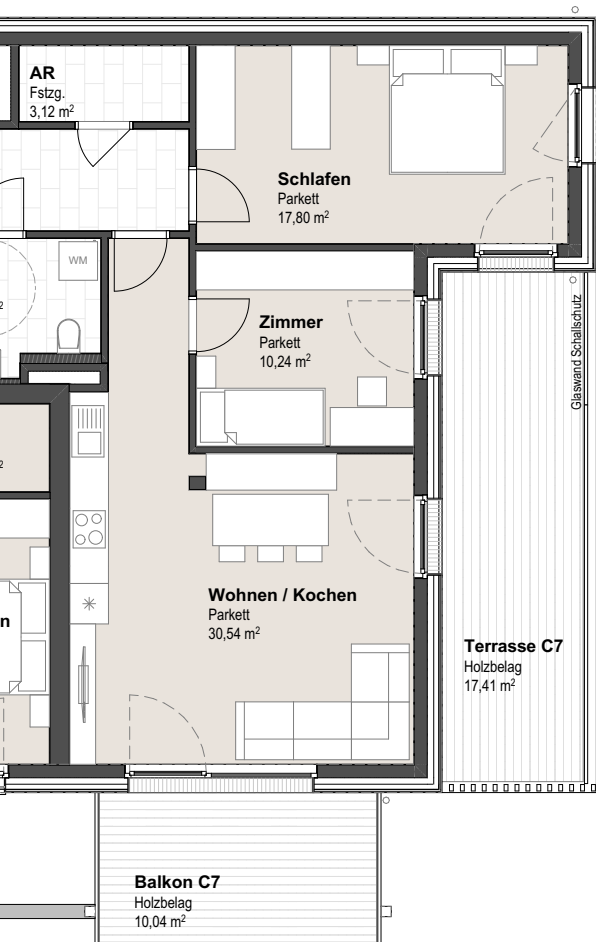 AR
Fstzg.
3,12 m²
Schlafen
Parkett
17,80 m²
WM
Zimmer
Parkett
10,24 m²
Glaswand Schallschutz
Wohnen / Kochen
Parkett
30,54 m²
n
Terrasse C7
Holzbelag
17,41 m²
Balkon C7
Holzbelag
10,04 m²